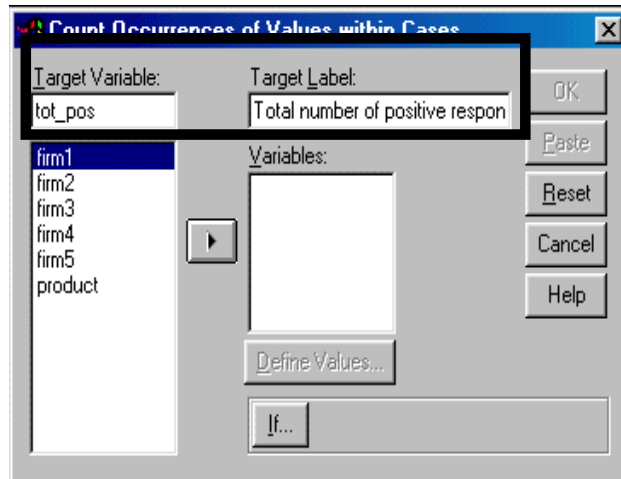 Count Occurrences of Values within Cases
Target Variable:
Target Label:
tot_pos
Total number of positive respon
OK
Paste
Reset
Cancel
Help
firm1
firm2
firm3
firm4
firm5
product
Variables:
Define Values...
If...